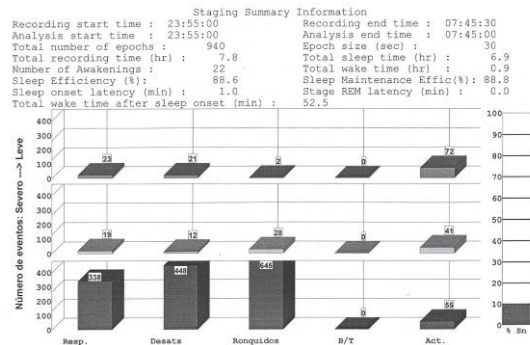 Staging Summary Information
Recording start time : 23:55:00 Recording end time : 07:45:30
Analysis start time : 23:55:00 Analysis end time : 07:45:00
Total number of epochs : 940 Epoch size (sec) : 30
Total recording time (hr) : 7.8 Total sleep time (hr) : 6.9
Number of Awakenings : 22 Total wake time (hr) : 0.9
Sleep Efficiency (%): 88.6 Sleep Maintenance Effic(%): 88.8
Sleep onset latency (min) : 1.0 Stage REM latency (min) : 0.0
Total wake time after sleep onset (min) : 52.5
Número de eventos: Severo ---> Leve
400
300
200
100
0
23 21 2 0 72
400
300
200
100
0
19 12 28 0 41
400
300
200
100
0
338 448 645 0 55
Resp. Desats Ronquidos B/T Act.
100
90
80
70
60
50
40
30
20
10
0
% Sn